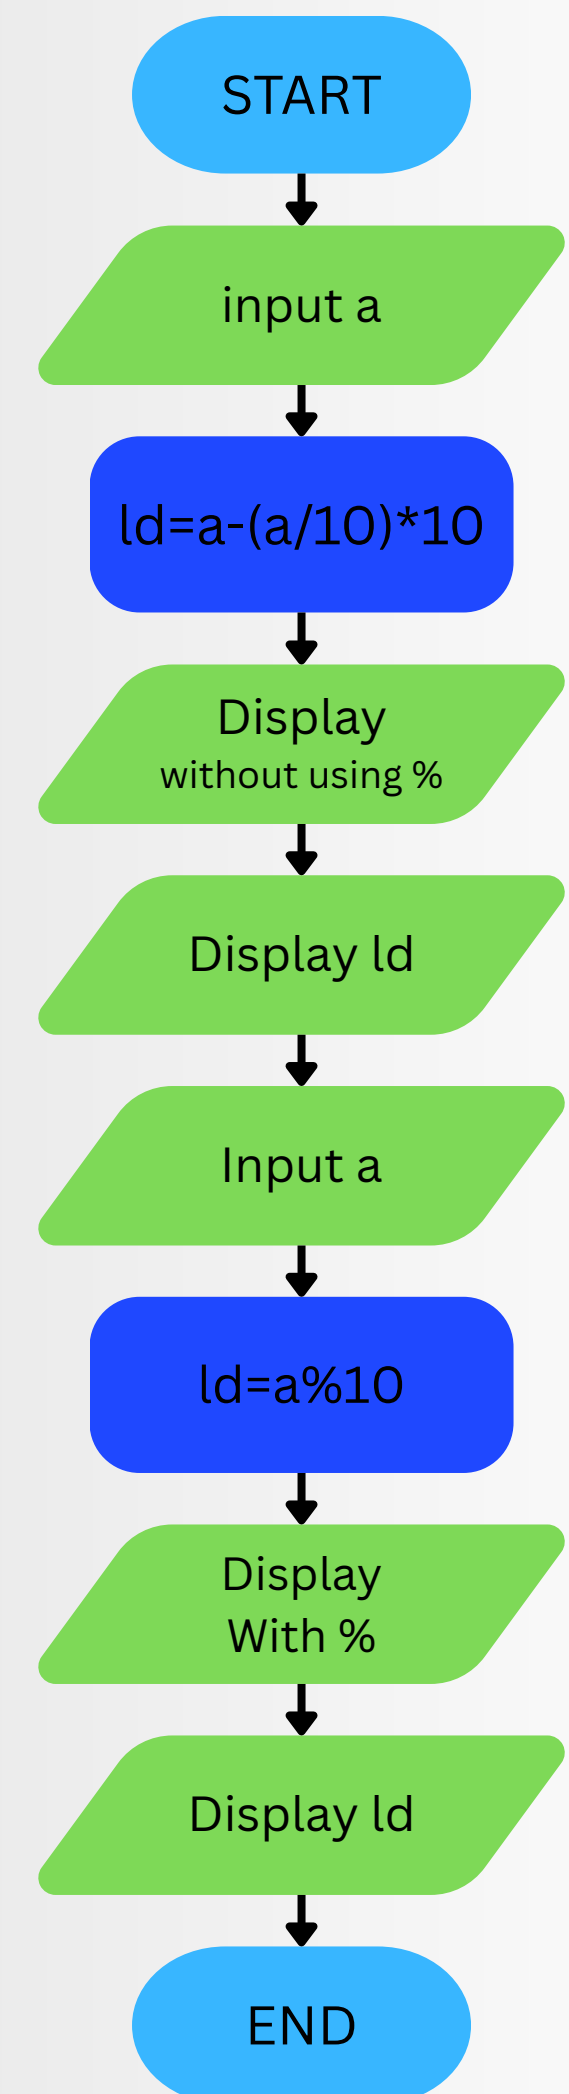 START
input a
ld=a-(a/10)*10
Display
without using %
Display ld
Input a
ld=a%10
Display
With %
Display ld
END